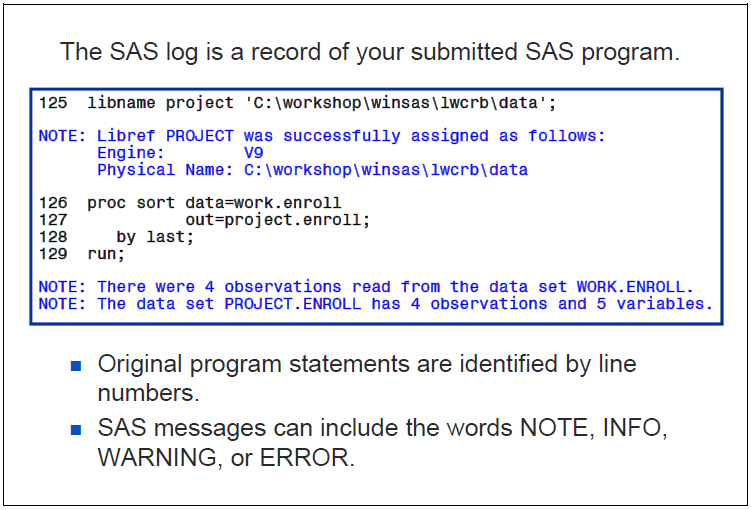 The SAS log is a record of your submitted SAS program.
125  libname project 'C:\workshop\winsas\lwcrb\data';
NOTE: Libref PROJECT was successfully assigned as follows:
      Engine:        V9
      Physical Name: C:\workshop\winsas\lwcrb\data
126  proc sort data=work.enroll
127            out=project.enroll;
128     by last;
129  run;
NOTE: There were 4 observations read from the data set WORK.ENROLL.
NOTE: The data set PROJECT.ENROLL has 4 observations and 5 variables.
■ Original program statements are identified by line
numbers.
■ SAS messages can include the words NOTE, INFO,
WARNING, or ERROR.